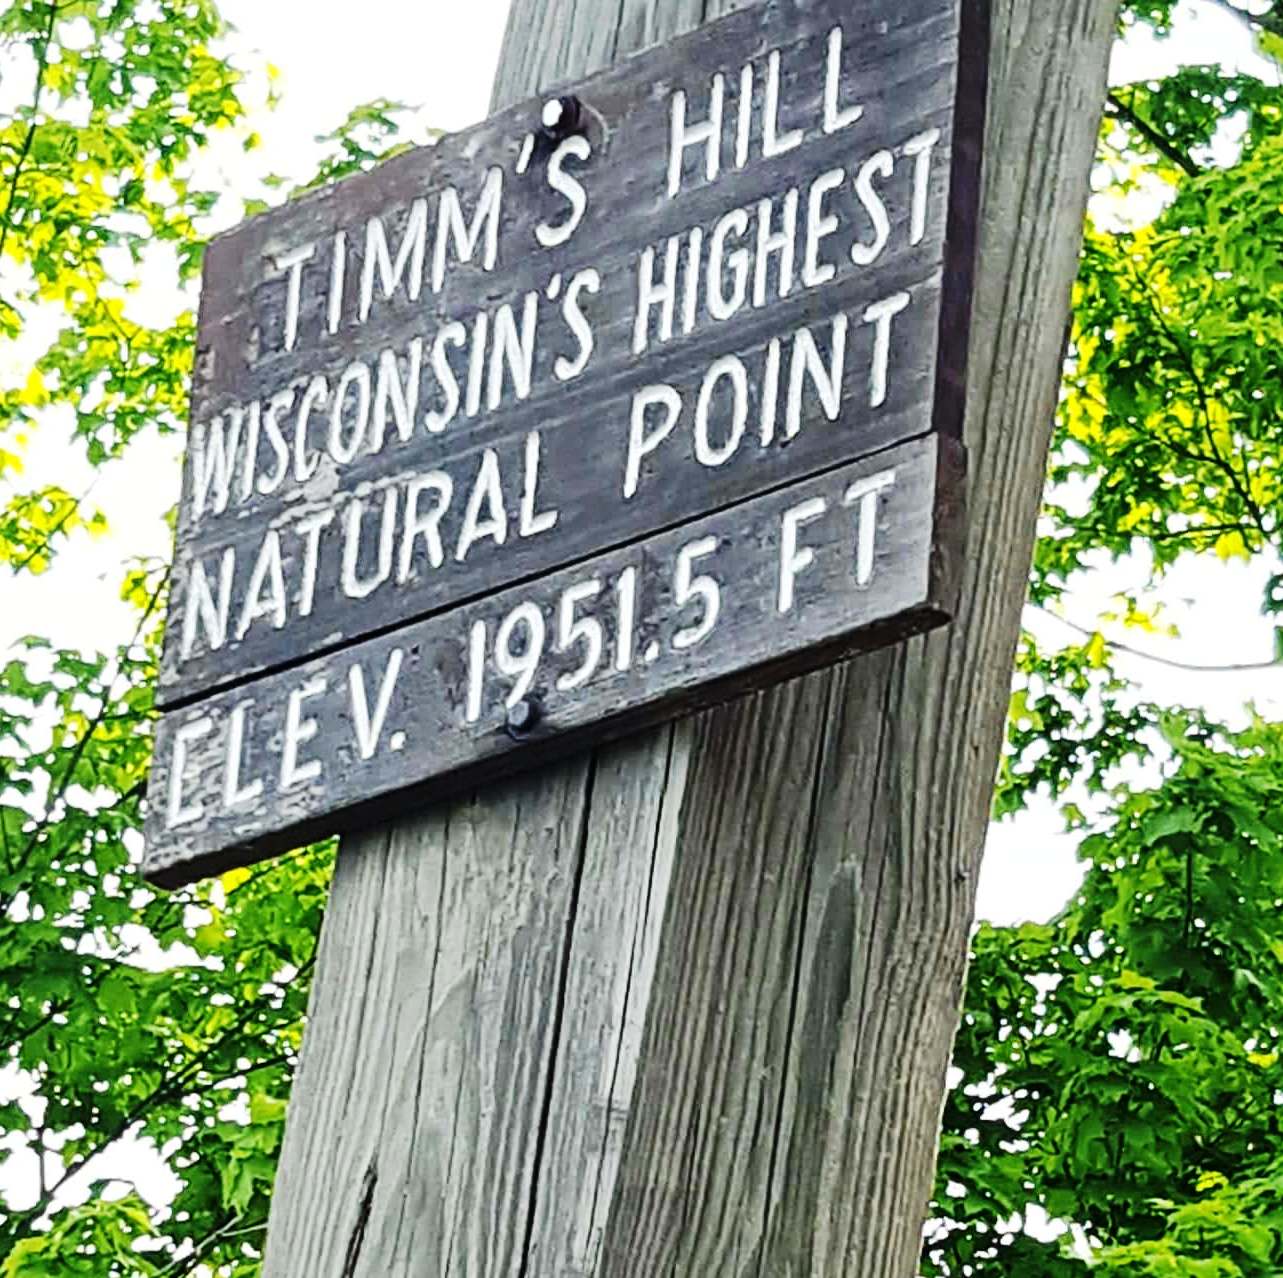 TIMM'S HILL
WISCONSIN'S HIGHEST
NATURAL POINT
ELEV. 1951.5 FT